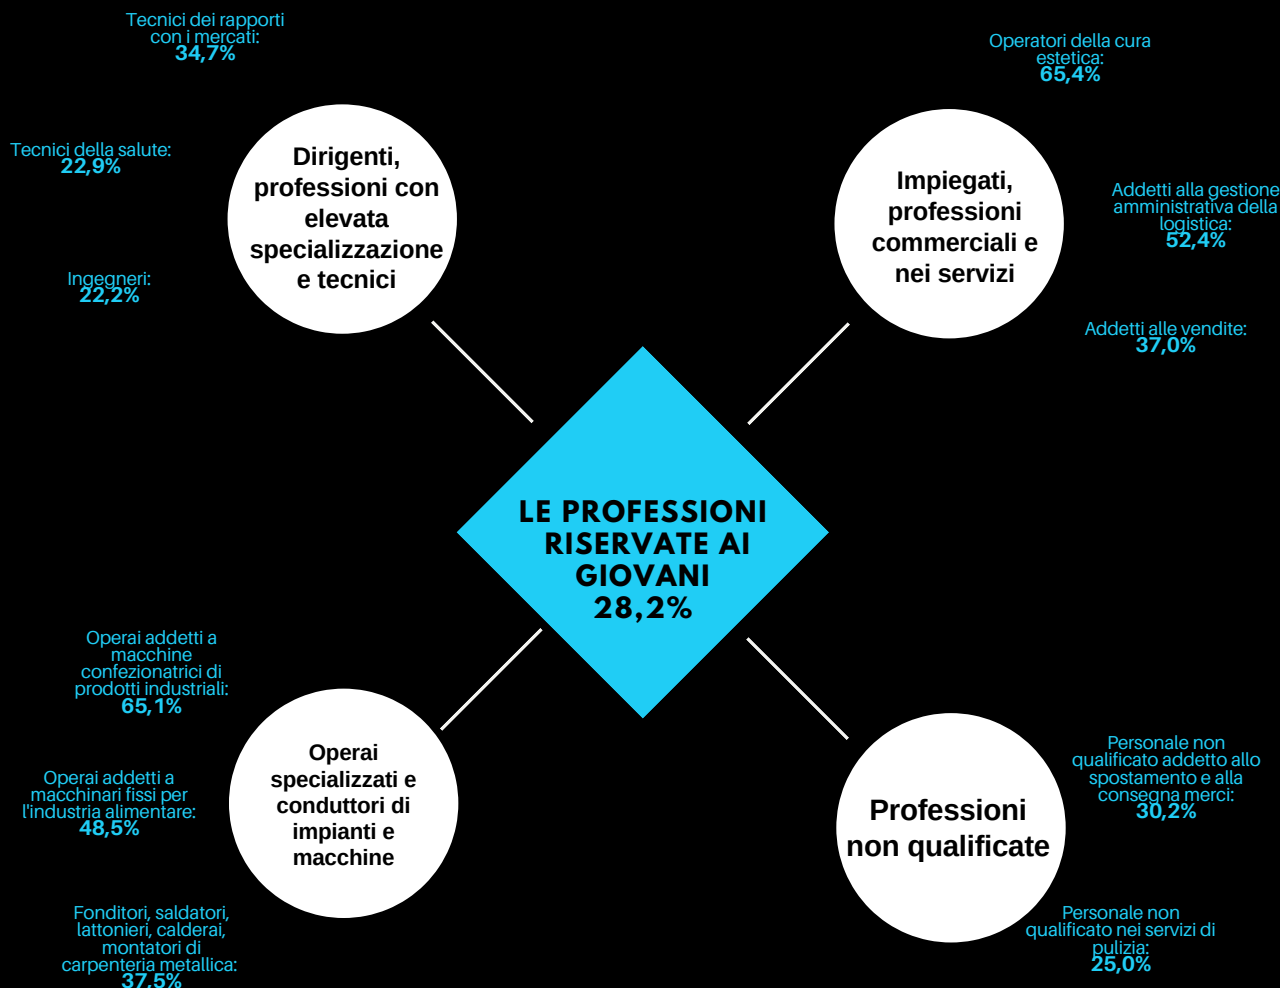 Tecnici dei rapporti
con i mercati:
34,7%
Tecnici della salute:
22,9%
Ingegneri:
22,2%
Dirigenti,
professioni con
elevata
specializzazione
e tecnici
Operatori della cura
estetica:
65,4%
Impiegati,
professioni
commerciali e
nei servizi
Addetti alla gestione
amministrativa della
logistica:
52,4%
Addetti alle vendite:
37,0%
LE PROFESSIONI
RISERVATE AI
GIOVANI
28,2%
Operai addetti a
macchine
confezionatrici di
prodotti industriali:
65,1%
Operai addetti a
macchinari fissi per
l'industria alimentare:
48,5%
Fonditori, saldatori,
lattonieri, calderai,
montatori di
carpenteria metallica:
37,5%
Operai
specializzati e
conduttori di
impianti e
macchine
Professioni
non qualificate
Personale non
qualificato addetto allo
spostamento e alla
consegna merci:
30,2%
Personale non
qualificato nei servizi di
pulizia:
25,0%